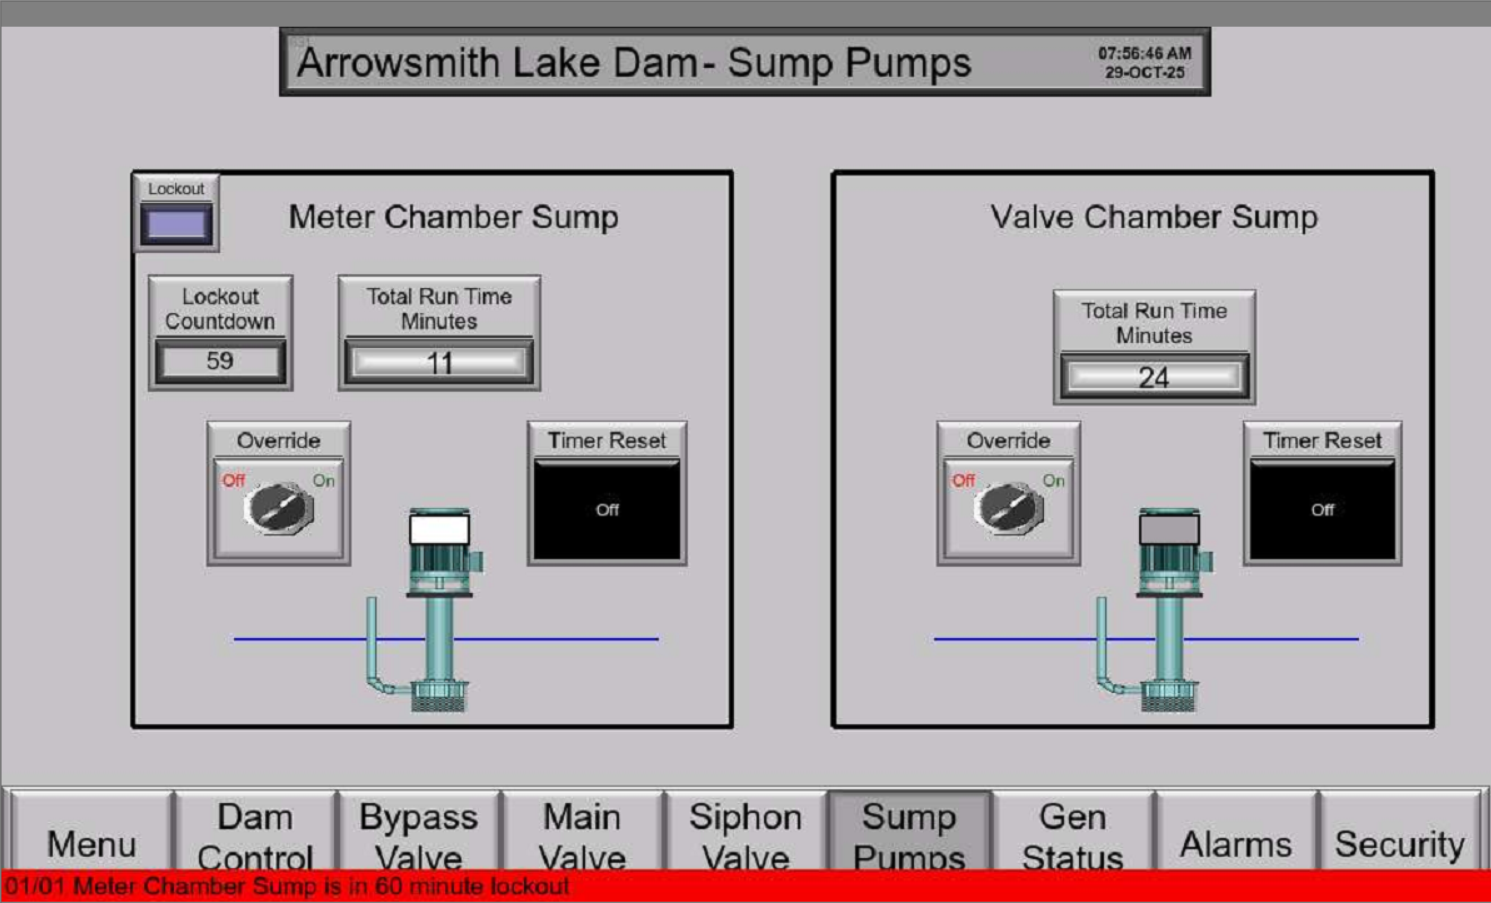 Arrowsmith Lake Dam- Sump Pumps
07:56:46 AM
29-OCT-25
Lockout
Meter Chamber Sump
Lockout
Countdown
59
Total Run Time
Minutes
11
Override
Off
On
Timer Reset
Off
Valve Chamber Sump
Total Run Time
Minutes
24
Override
Off
On
Timer Reset
Off
Menu
Dam
Control
Bypass
Valve
Main
Valve
Siphon
Valve
Sump
Pumps
Gen
Status
Alarms
Security
01/01 Meter Chamber Sump is in 60 minute lockout